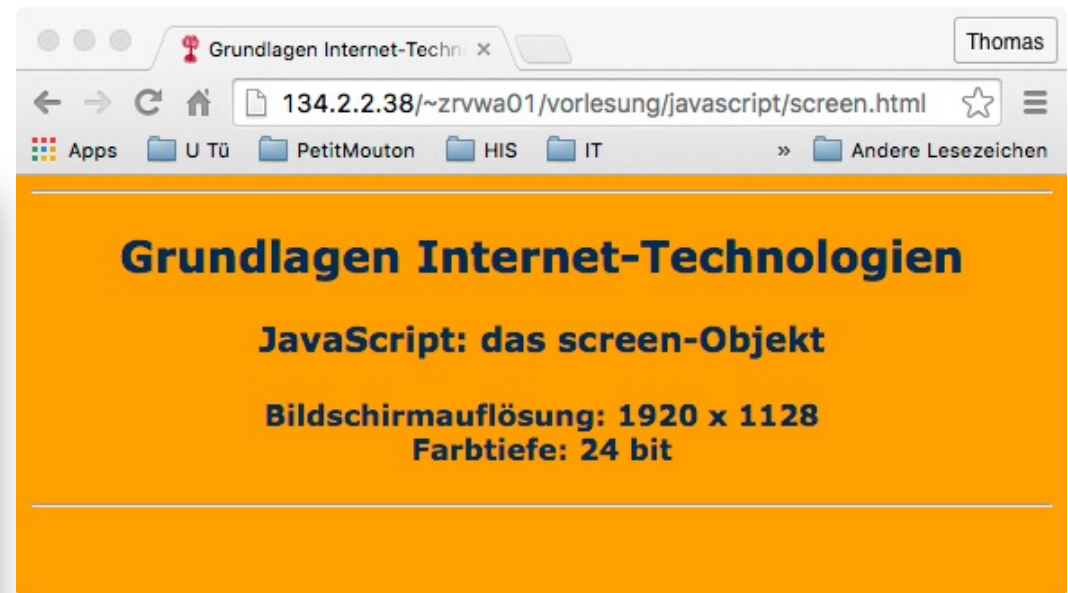 Grundlagen Internet-Techn
Thomas
134.2.2.38/~zrvwa01/vorlesung/javascript/screen.html
Apps U Tü PetitMouton HIS IT » Andere Lesezeichen
Grundlagen Internet-Technologien
JavaScript: das screen-Objekt
Bildschirmauflösung: 1920 x 1128
Farbtiefe: 24 bit